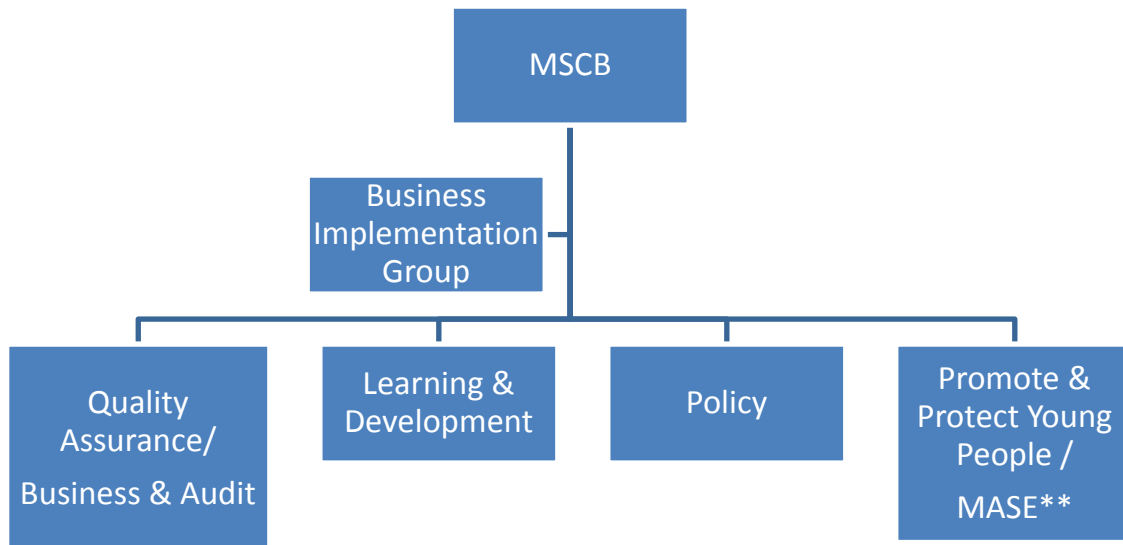 MSCB
Business
Implementation
Group
Quality
Assurance/
Business & Audit
Learning &
Development
Policy
Promote &
Protect Young
People /
MASE**